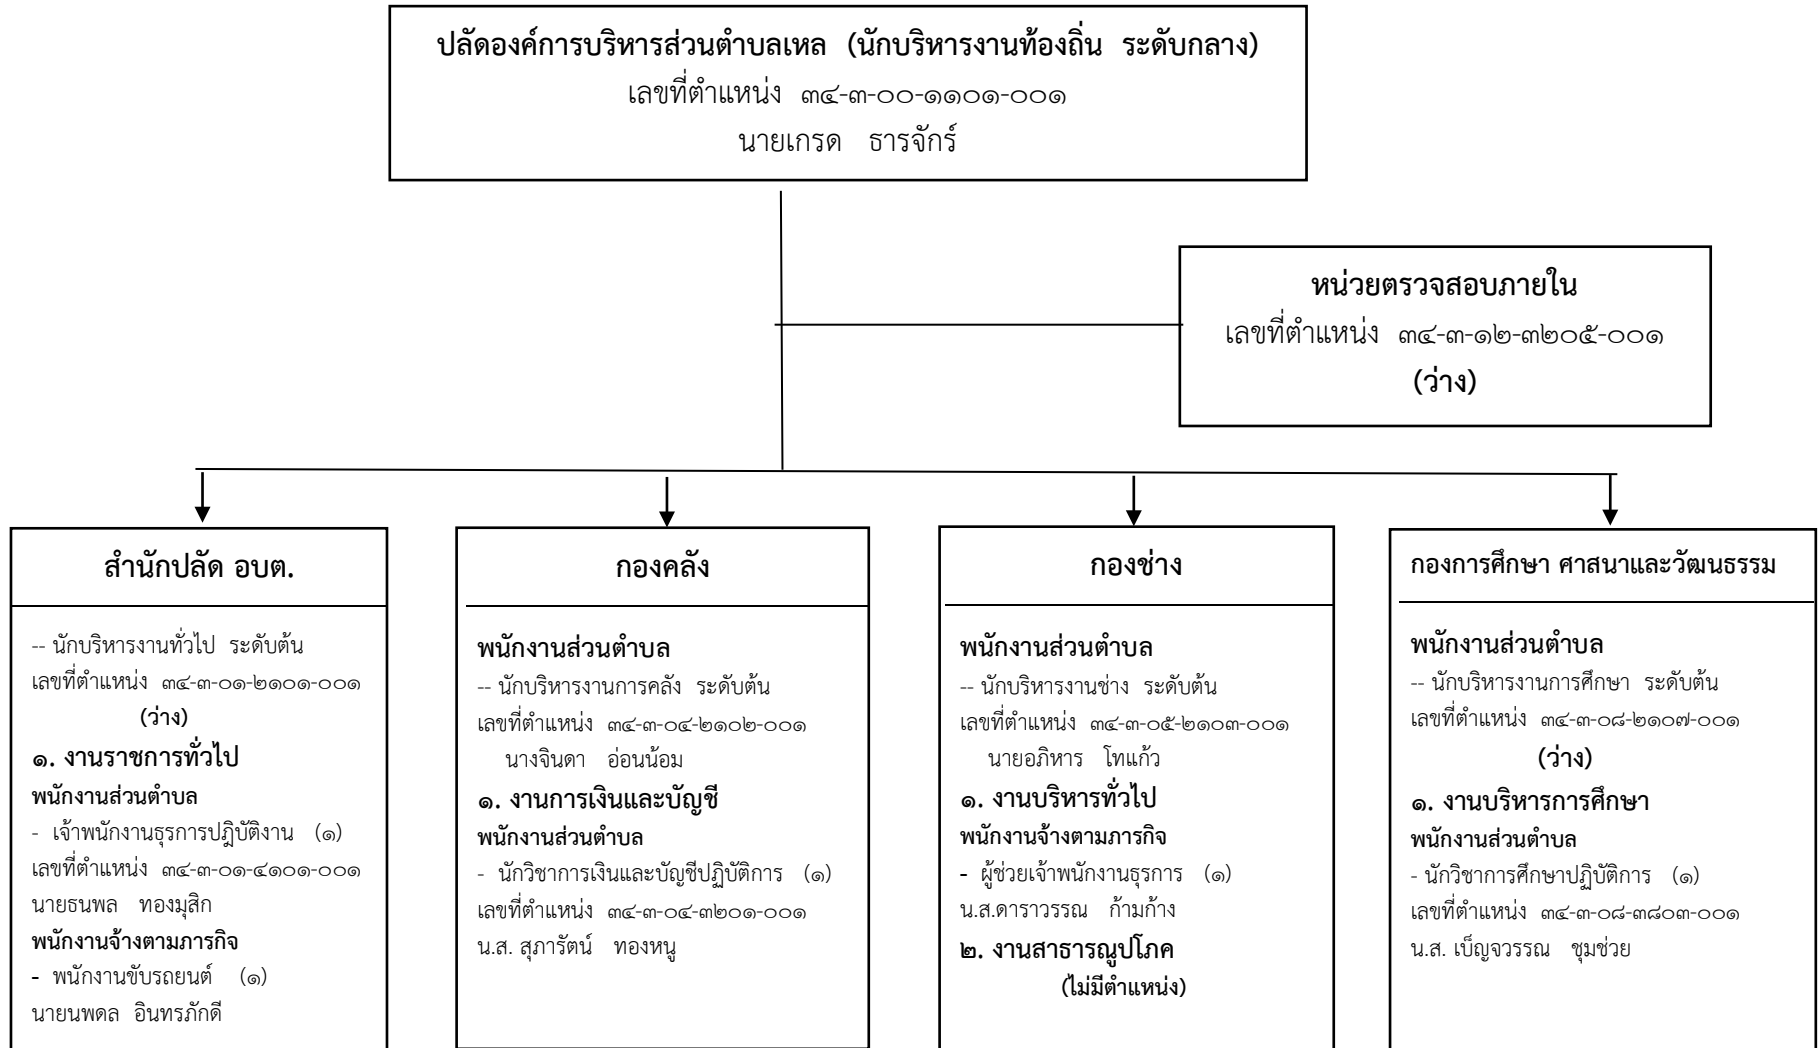 ปลัดองค์การบริหารส่วนตำบลเหล (นักบริหารงานท้องถิ่น ระดับกลาง)
เลขที่ตำแหน่ง ๓๔-๓-๐๐-๑๑๐๑-๐๐๑
นายเกรด ธารจักร์
หน่วยตรวจสอบภายใน
เลขที่ตำแหน่ง ๓๔-๓-๑๒-๓๒๐๕-๐๐๑
(ว่าง)
สำนักปลัด อบต.
-- นักบริหารงานทั่วไป ระดับต้น
เลขที่ตำแหน่ง ๓๔-๓-๐๑-๒๑๐๑-๐๐๑
(ว่าง)
๑. งานราชการทั่วไป
พนักงานส่วนตำบล
- เจ้าพนักงานธุรการปฎิบัติงาน (๑)
เลขที่ตำแหน่ง ๓๔-๓-๐๑-๔๑๐๑-๐๐๑
นายธนพล ทองมุสิก
พนักงานจ้างตามภารกิจ
- พนักงานขับรถยนต์ (๑)
นายนพดล อินทรภักดี
กองคลัง
พนักงานส่วนตำบล
-- นักบริหารงานการคลัง ระดับต้น
เลขที่ตำแหน่ง ๓๔-๓-๐๔-๒๑๐๒-๐๐๑
นางจินดา อ่อนน้อม
๑. งานการเงินและบัญชี
พนักงานส่วนตำบล
- นักวิชาการเงินและบัญชีปฏิบัติการ (๑)
เลขที่ตำแหน่ง ๓๔-๓-๐๔-๓๒๐๑-๐๐๑
น.ส. สุภารัตน์ ทองหนู
กองช่าง
พนักงานส่วนตำบล
-- นักบริหารงานช่าง ระดับต้น
เลขที่ตำแหน่ง ๓๔-๓-๐๕-๒๑๐๓-๐๐๑
นายอภิหาร โทแก้ว
๑. งานบริหารทั่วไป
พนักงานจ้างตามภารกิจ
- ผู้ช่วยเจ้าพนักงานธุรการ (๑)
น.ส.ดาราวรรณ ก้ามก้าง
๒. งานสาธารณูปโภค
(ไม่มีตำแหน่ง)
กองการศึกษา ศาสนาและวัฒนธรรม
พนักงานส่วนตำบล
-- นักบริหารงานการศึกษา ระดับต้น
เลขที่ตำแหน่ง ๓๔-๓-๐๘-๒๑๐๗-๐๐๑
(ว่าง)
๑. งานบริหารการศึกษา
พนักงานส่วนตำบล
- นักวิชาการศึกษาปฏิบัติการ (๑)
เลขที่ตำแหน่ง ๓๔-๓-๐๘-๓๘๐๓-๐๐๑
น.ส. เบ็ญจวรรณ ชุมช่วย